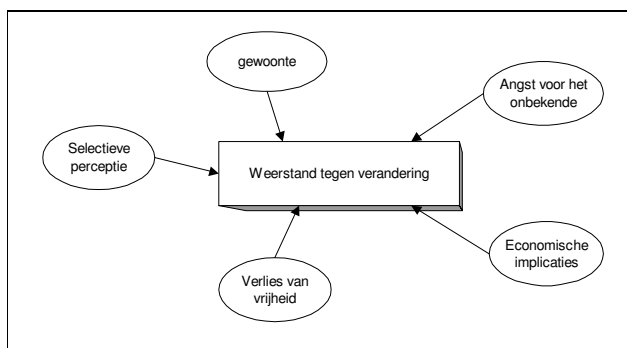 gewoonte
Angst voor het
onbekende
Selectieve
perceptie
Weerstand tegen verandering
Economische
implicaties
Verlies van
vrijheid